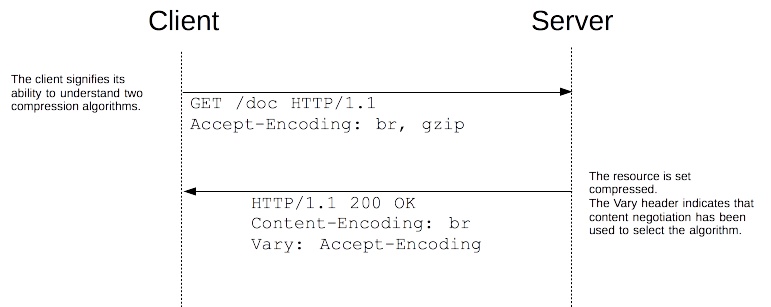 Client
Server
The client signifies its
ability to understand two
compression algorithms.
GET /doc HTTP/1.1
Accept-Encoding: br, gzip
The resource is set
compressed.
The Vary header indicates that
content negotiation has been
used to select the algorithm.
HTTP/1.1 200 OK
Content-Encoding: br
Vary: Accept-Encoding